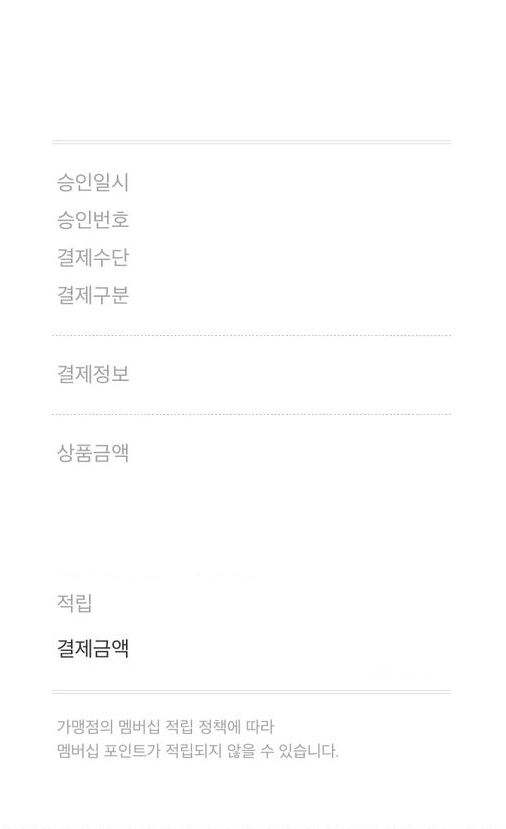 승인일시
승인번호
결제수단
결제구분
결제정보
상품금액
적립
결제금액
가맹점의 멤버십 적립 정책에 따라
멤버십 포인트가 적립되지 않을 수 있습니다.